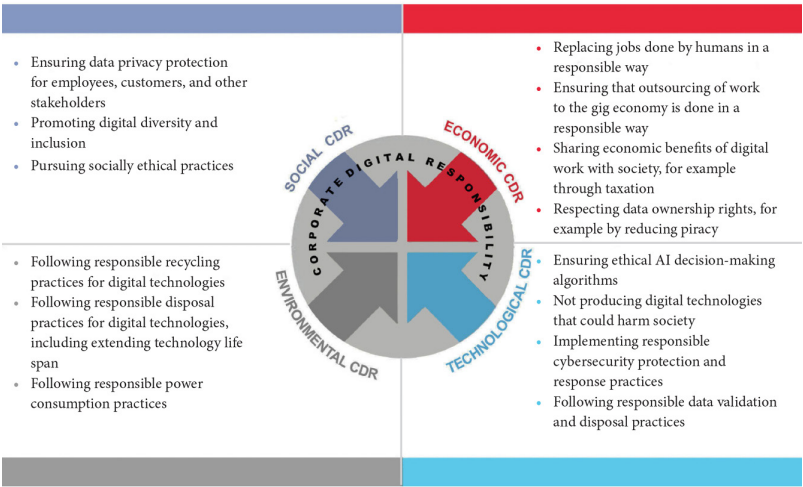 • Ensuring data privacy protection
for employees, customers, and other
stakeholders
• Promoting digital diversity and
inclusion
• Pursuing socially ethical practices
• Replacing jobs done by humans in a
responsible way
• Ensuring that outsourcing of work
to the gig economy is done in a
responsible way
• Sharing economic benefits of digital
work with society, for example
through taxation
• Respecting data ownership rights, for
example by reducing piracy
SOCIAL CDR
ECONOMIC CDR
CORPORATE DIGITAL RESPONSIBILITY
ENVIRONMENTAL CDR
TECHNOLOGICAL CDR
• Following responsible recycling
practices for digital technologies
• Following responsible disposal
practices for digital technologies,
including extending technology life
span
• Following responsible power
consumption practices
• Ensuring ethical AI decision-making
algorithms
• Not producing digital technologies
that could harm society
• Implementing responsible
cybersecurity protection and
response practices
• Following responsible data validation
and disposal practices